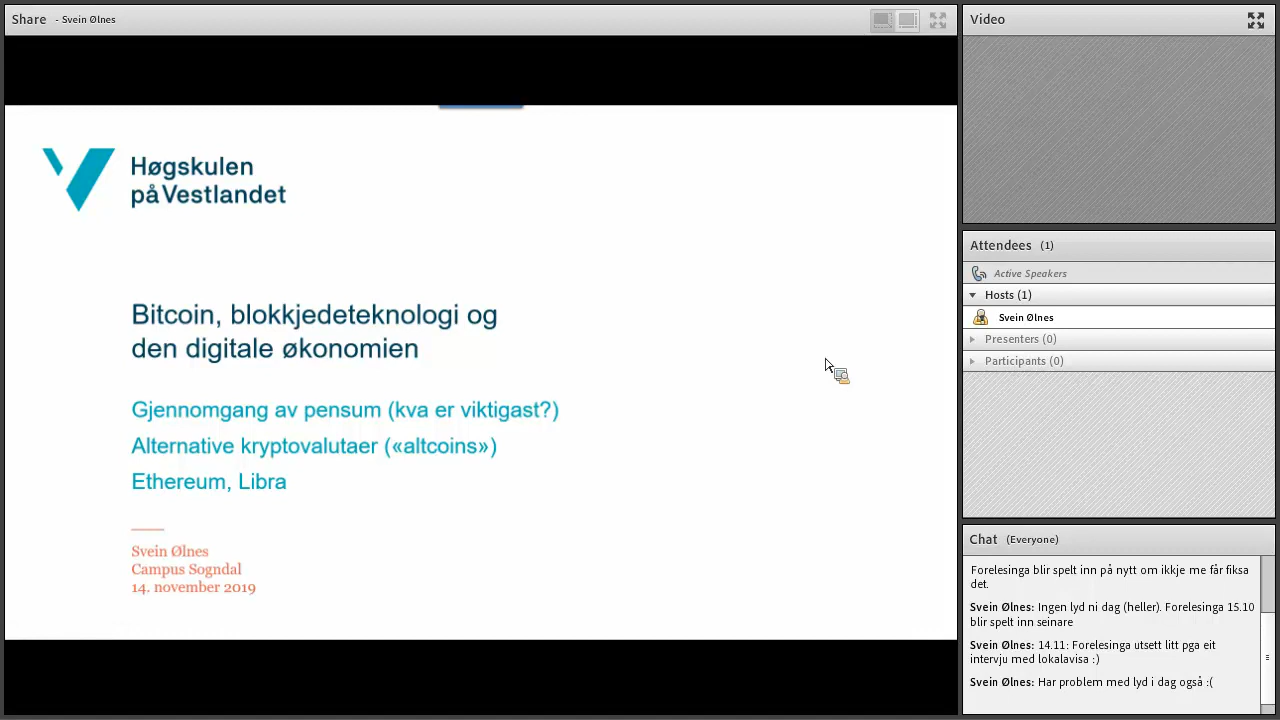 Share - Svein Ølnes
Høgskulen
på Vestlandet
Bitcoin, blokkjedeteknologi og
den digitale økonomien
Gjennomgang av pensum (kva er viktigast?)
Alternative kryptovalutaer («altcoins»)
Ethereum, Libra
Svein Ølnes
Campus Sogndal
14. november 2019
Video
Attendees (1)
Active Speakers
Hosts (1)
Svein Ølnes
Presenters (0)
Participants (0)
Chat (Everyone)
Forelesinga blir spelt inn på nytt om ikkje me får fiksa
det.
Svein Ølnes: Ingen lyd ni dag (heller). Forelesinga 15.10
blir spelt inn seinare
Svein Ølnes: 14.11: Forelesinga utsett litt pga eit
intervju med lokalavisa :)
Svein Ølnes: Har problem med lyd i dag også :(